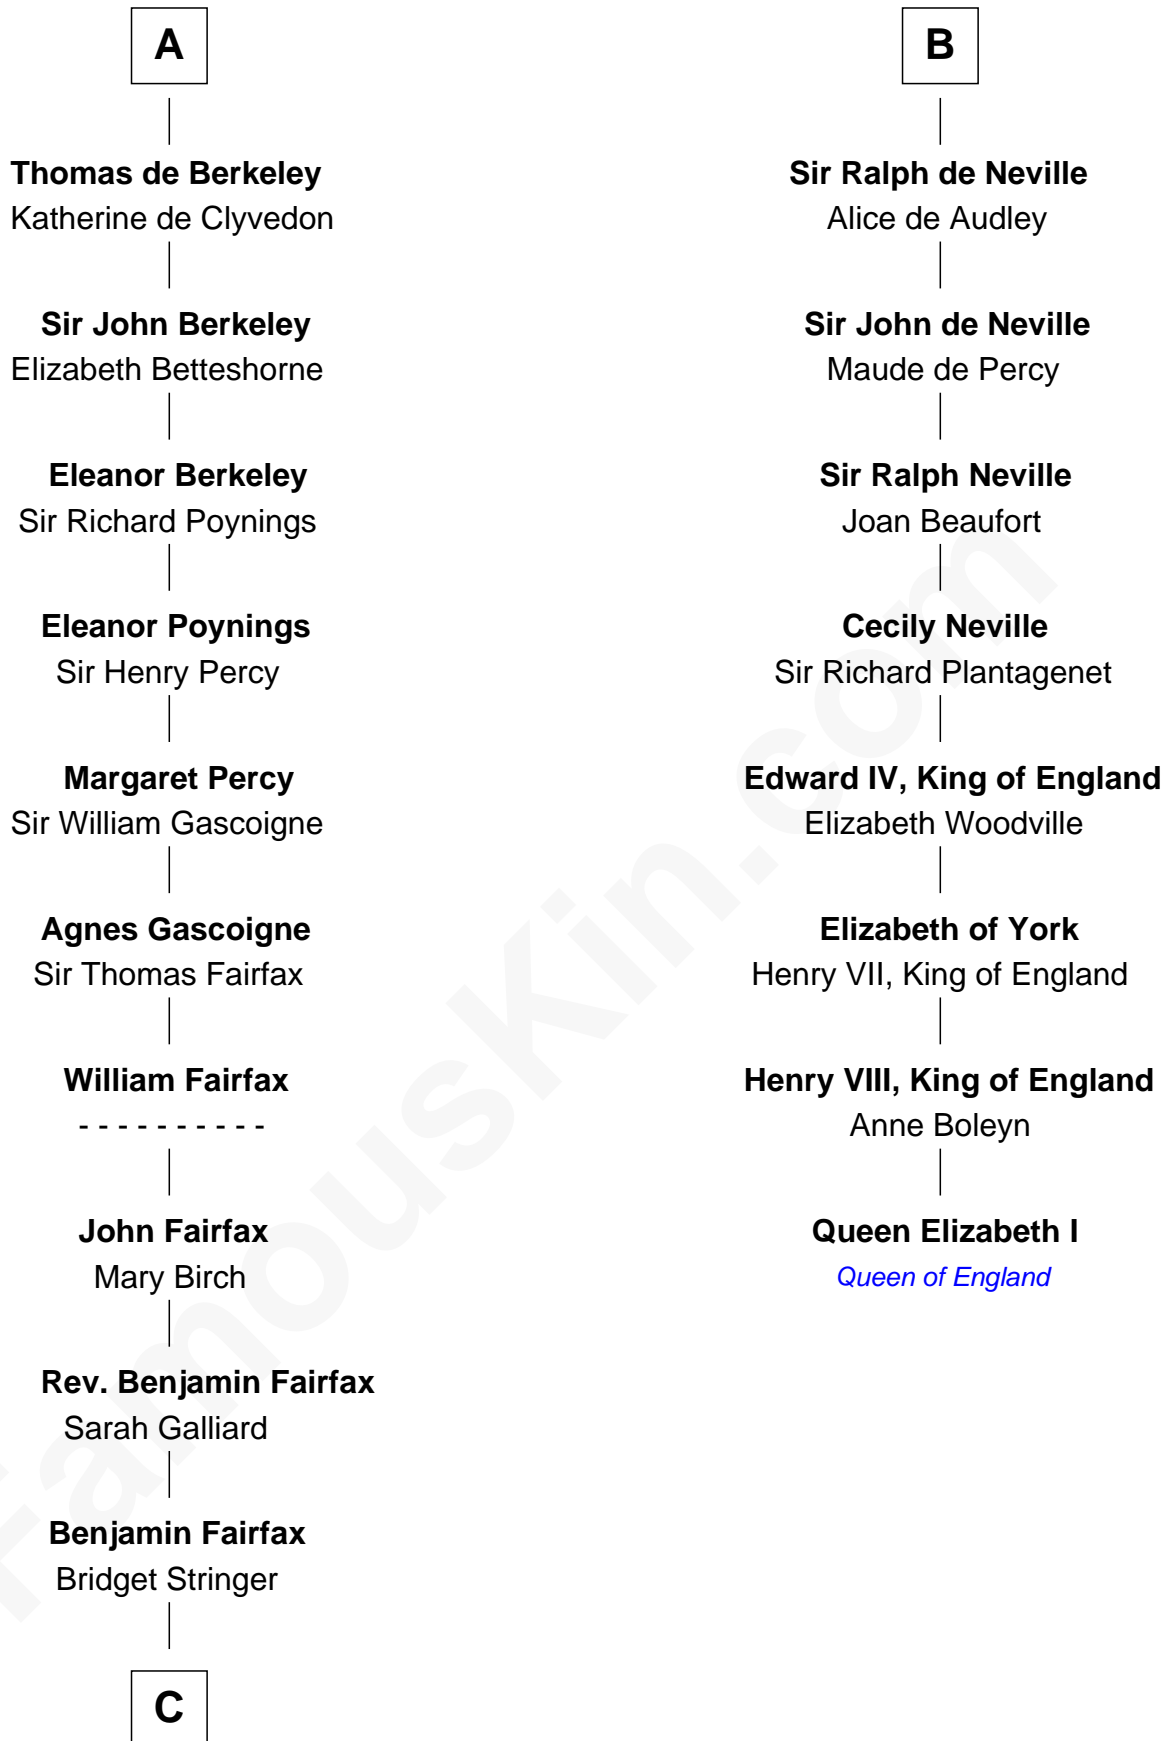 A
Thomas de Berkeley
Katherine de Clyvedon
Sir John Berkeley
Elizabeth Betteshorne
Eleanor Berkeley
Sir Richard Poynings
Eleanor Poynings
Sir Henry Percy
Margaret Percy
Sir William Gascoigne
Agnes Gascoigne
Sir Thomas Fairfax
William Fairfax
- - - - - - - - - -
John Fairfax
Mary Birch
Rev. Benjamin Fairfax
Sarah Galliard
Benjamin Fairfax
Bridget Stringer
C
B
Sir Ralph de Neville
Alice de Audley
Sir John de Neville
Maude de Percy
Sir Ralph Neville
Joan Beaufort
Cecily Neville
Sir Richard Plantagenet
Edward IV, King of England
Elizabeth Woodville
Elizabeth of York
Henry VII, King of England
Henry VIII, King of England
Anne Boleyn
Queen Elizabeth I
Queen of England
FamousKin.com